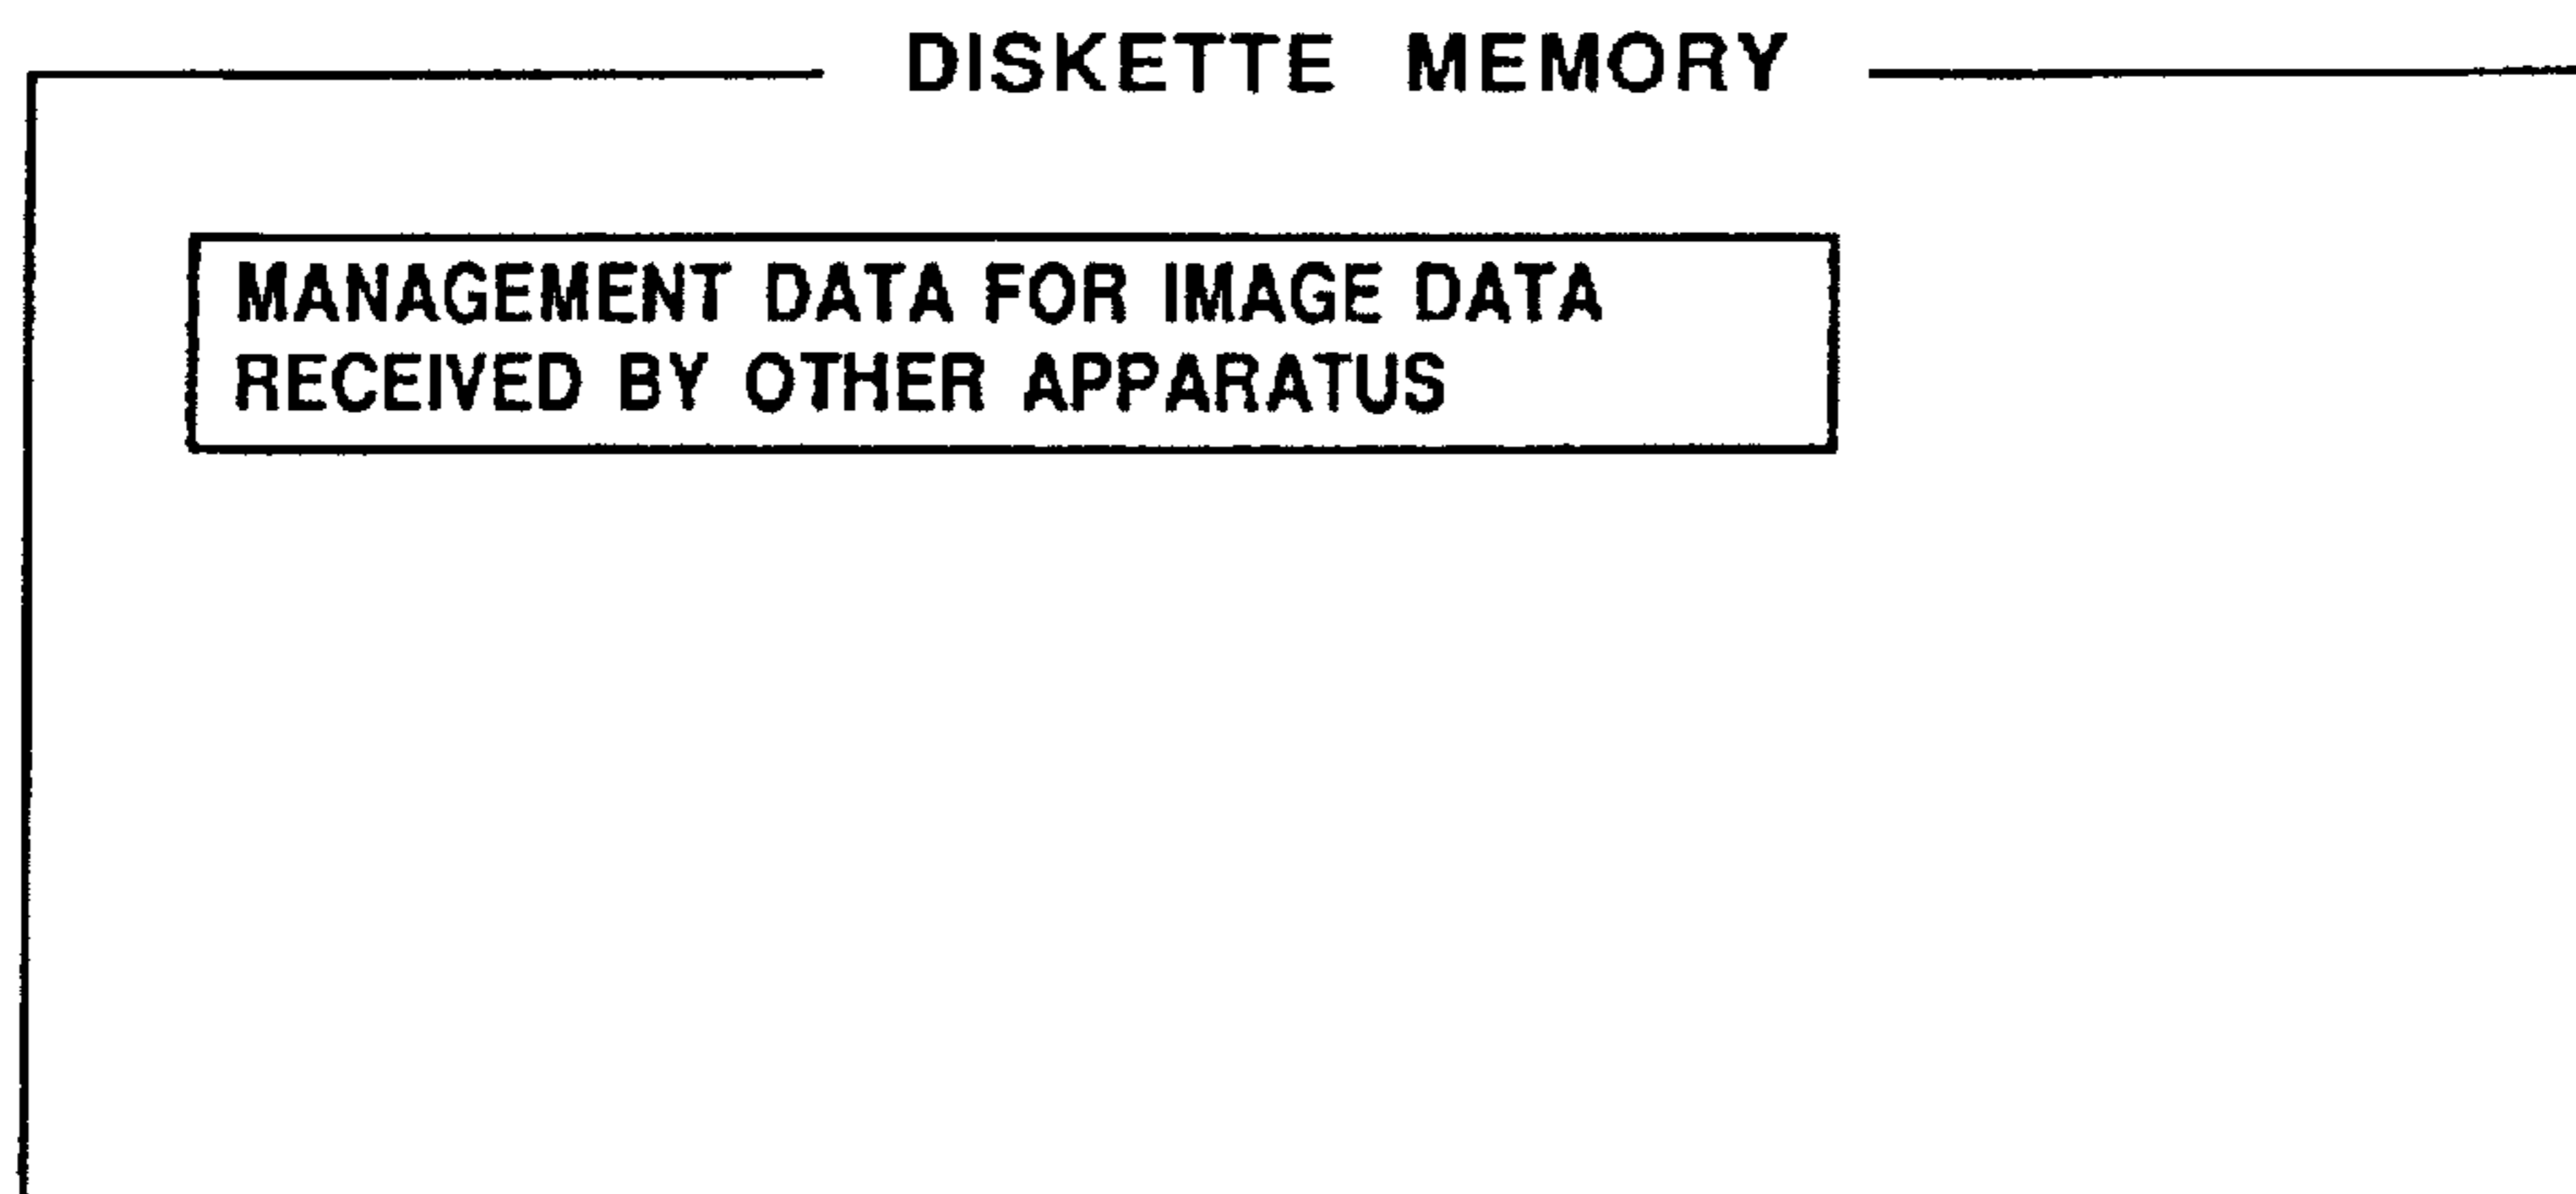 DISKETTE MEMORY
MANAGEMENT DATA FOR IMAGE DATA
RECEIVED BY OTHER APPARATUS